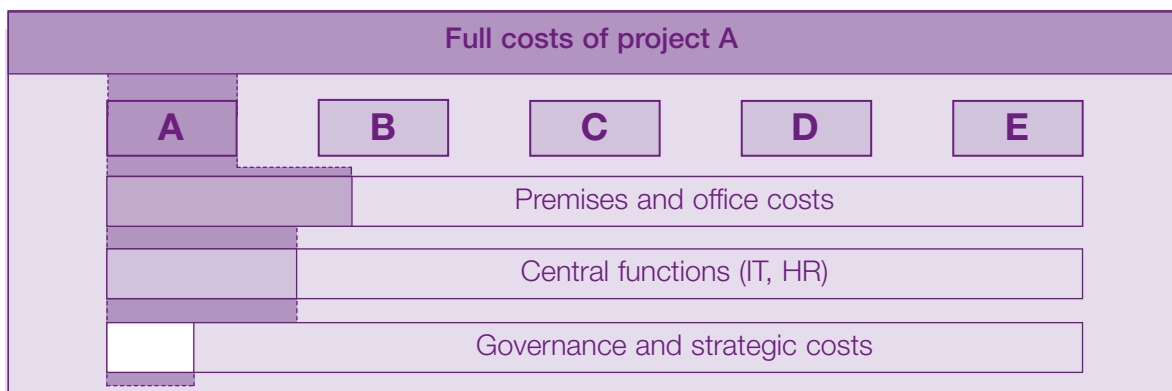 Full costs of project A
A B C D E
Premises and office costs
Central functions (IT, HR)
Governance and strategic costs